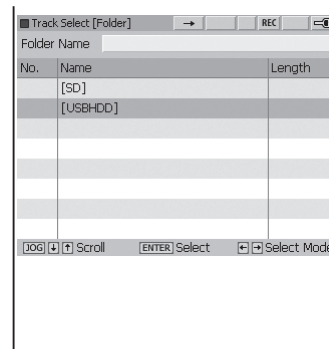 Track Select [Folder] → REC
Folder Name
No. Name Length
[SD]
[USBHDD]
JOG ↓ ↑ Scroll ENTER Select ← → Select Mode